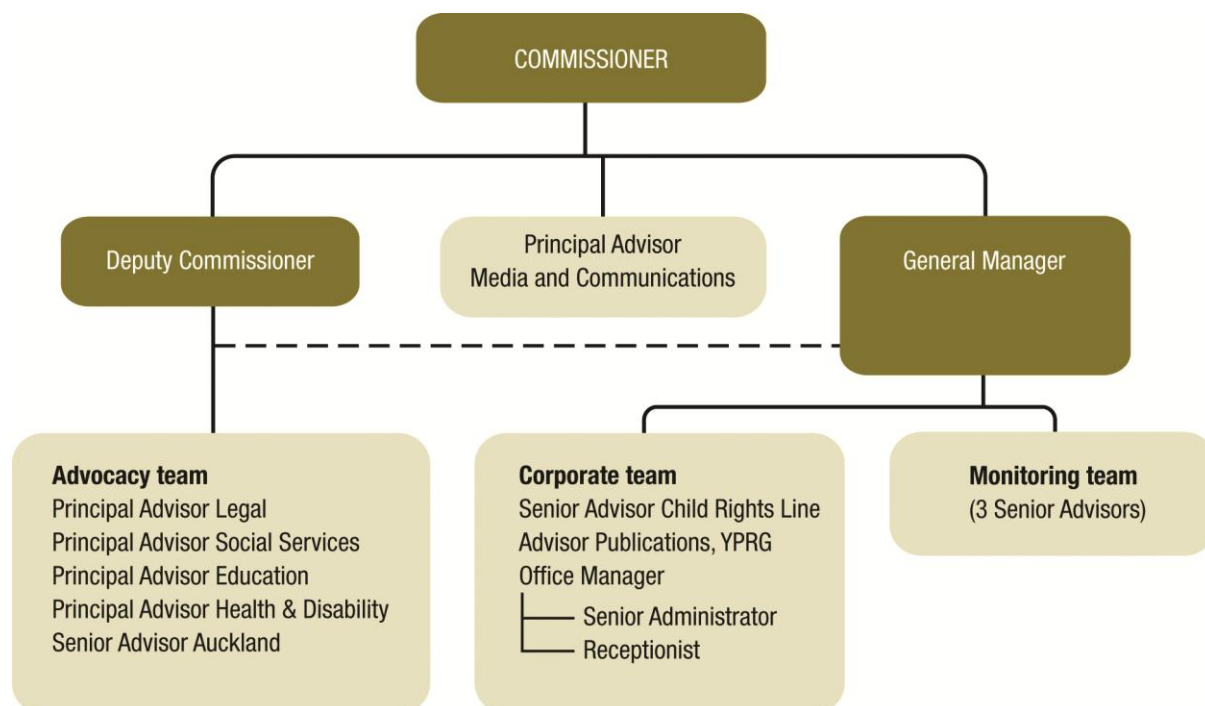 COMMISSIONER
Deputy Commissioner
Principal Advisor
Media and Communications
General Manager
Advocacy team
Principal Advisor Legal
Principal Advisor Social Services
Principal Advisor Education
Principal Advisor Health & Disability
Senior Advisor Auckland
Corporate team
Senior Advisor Child Rights Line
Advisor Publications, YPRG
Office Manager
Senior Administrator
Receptionist
Monitoring team
(3 Senior Advisors)